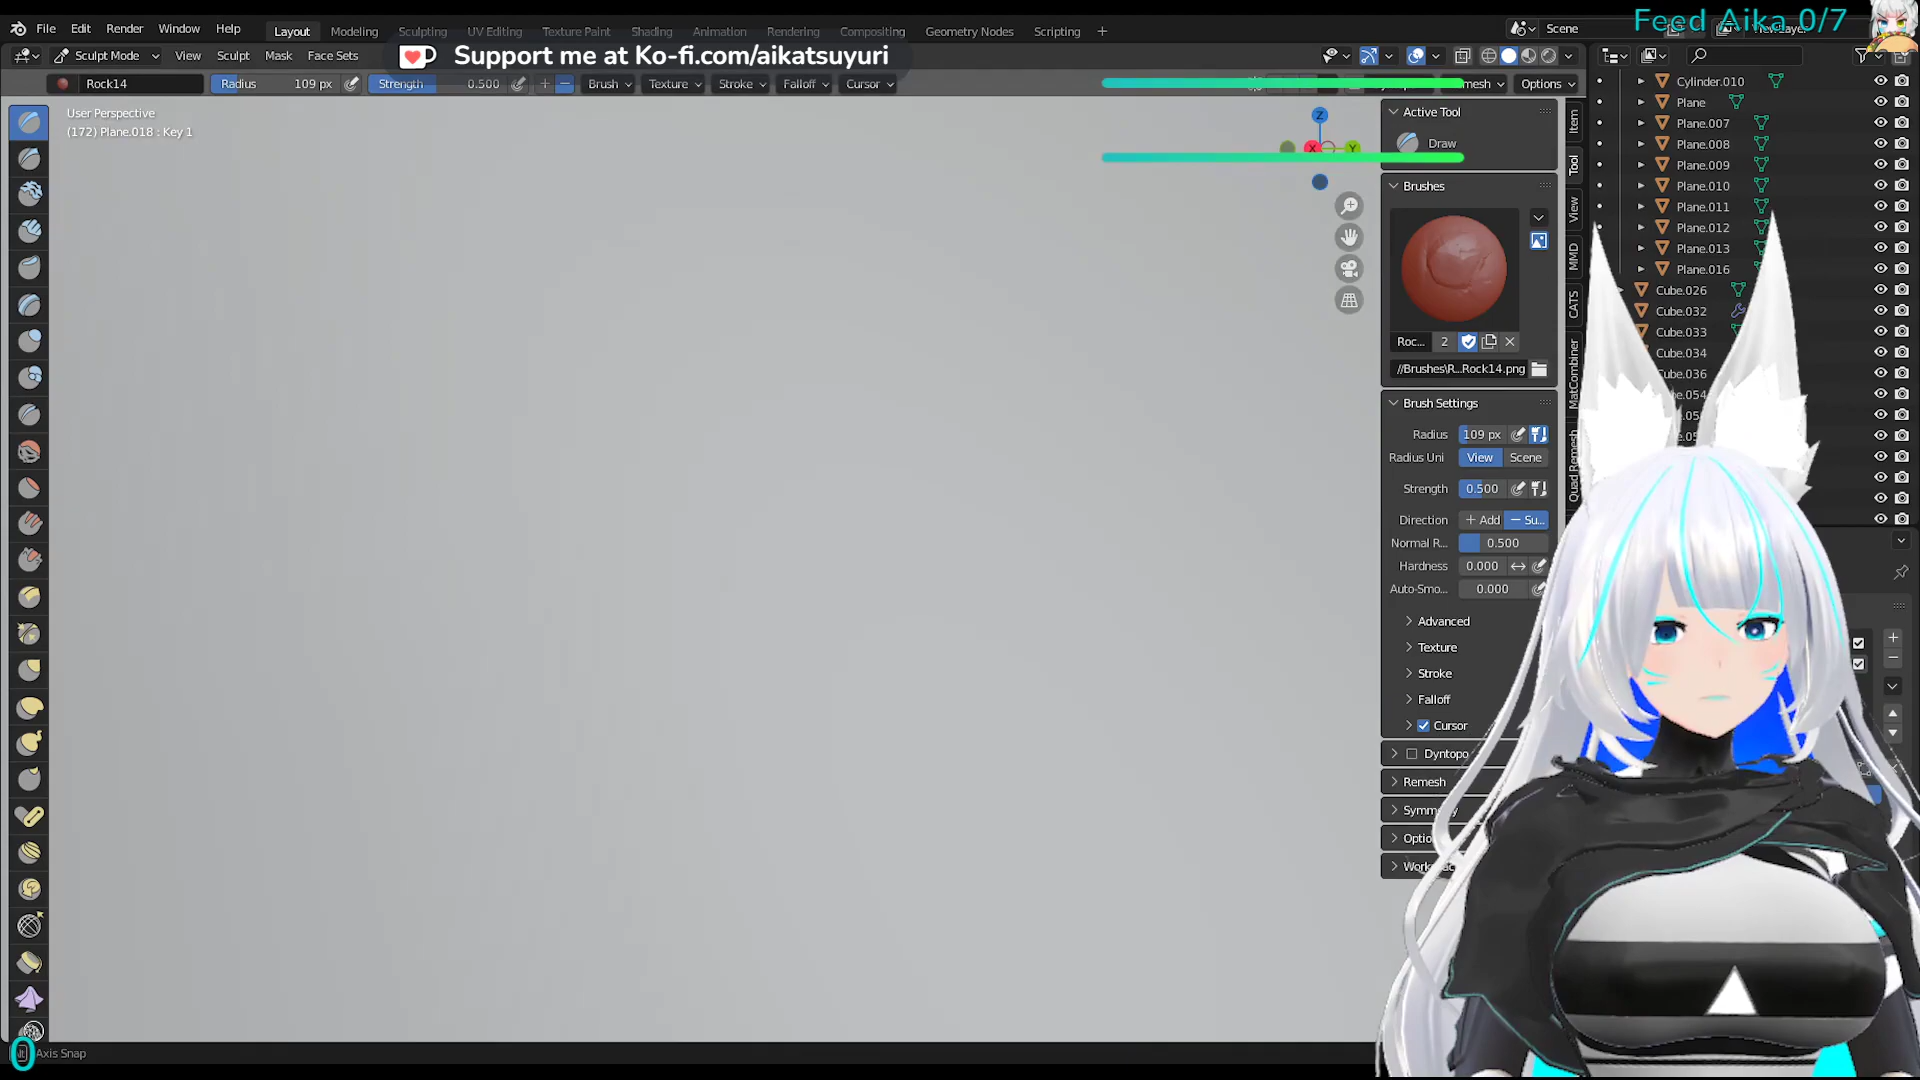 File Edit Render Window Help Layout Modeling Sculpting UV Editing Texture Paint Shading Animation Rendering Compositing Geometry Nodes Scripting Scene
Feed Aika 0/7
Sculpt Mode View Sculpt Mask Face Sets
Support me at Ko-fi.com/aikatsuyuri
Rock14 Radius 109 px Strength 0.500 Brush Texture Stroke Falloff Cursor Options
User Perspective
(172) Plane.018 : Key 1
Z
X
Y
Active Tool
Draw
Brushes
Roc... 2
//Brushes\R...Rock14.png
Brush Settings
Radius 109 px
Radius Uni View Scene
Strength 0.500
Direction + Add − Su...
Normal R... 0.500
Hardness 0.000
Auto-Smo... 0.000
Advanced
Texture
Stroke
Falloff
Cursor
Dyntopo
Remesh
Item
Tool
View
MMD
CATS
MatCombiner
Quad Remesh
Cylinder.010
Plane
Plane.007
Plane.008
Plane.009
Plane.010
Plane.011
Plane.012
Plane.013
Plane.016
Cube.026
Cube.032
Cube.033
Cube.034
0
Axis Snap